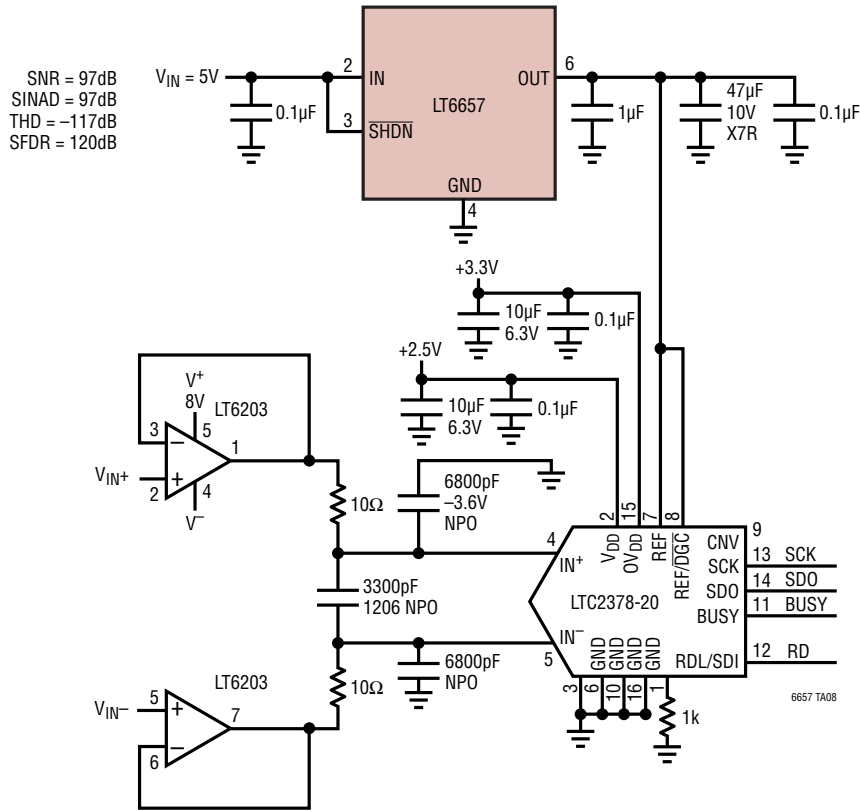 SNR = 97dB
SINAD = 97dB
THD = –117dB
SFDR = 120dB
VIN = 5V
0.1µF
2
IN
3
SHDN
LT6657
OUT
6
GND
4
1µF
47µF
10V
X7R
0.1µF
+3.3V
10µF
6.3V
0.1µF
+2.5V
10µF
6.3V
0.1µF
V+
8V
LT6203
3
–
5
1
VIN+
+
2
4
V–
10Ω
6800pF
–3.6V
NPO
3300pF
1206 NPO
4
IN+
2
15
7
8
VDD
OVDD
REF
REF/DGC
9
CNV
SCK
13
SCK
SDO
14
SDO
BUSY
11
BUSY
LTC2378-20
IN–
5
GND
GND
GND
GND
RDL/SDI
12
RD
3
6
10
16
1
1k
6800pF
NPO
10Ω
LT6203
VIN–
5
+
7
–
6
6657 TA08